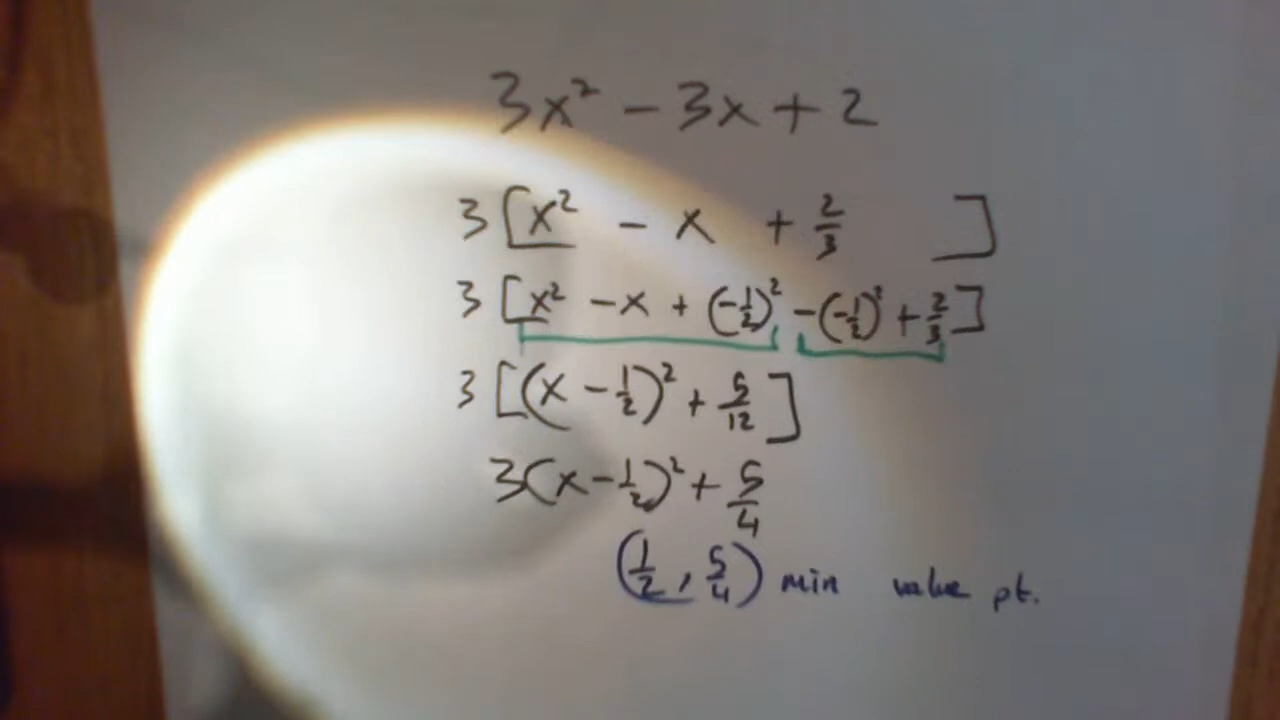 3x² - 3x + 2
3 [x² - x + 2/3 ]
3 [x² - x + (-1/2)² - (-1/2)² + 2/3]
3 [(x - 1/2)² + 5/12]
3(x - 1/2)² + 5/4
(1/2, 5/4) min value pt.